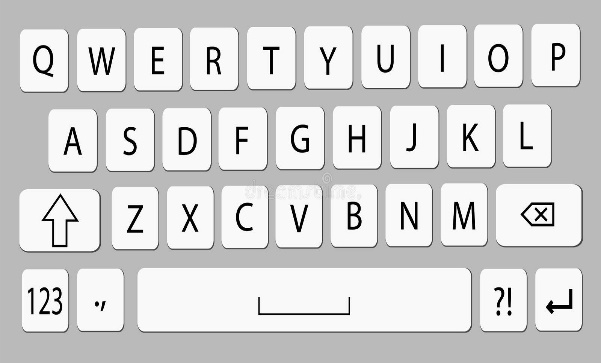 Q W E R T Y U I O P
A S D F G H J K L
Z X C V B N M
123 ., ?!